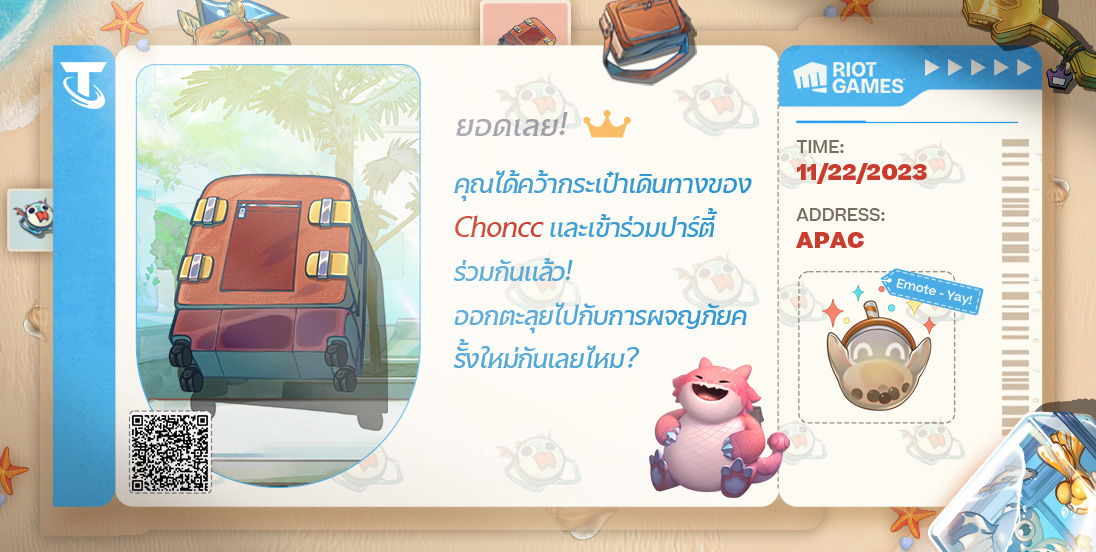 ยอดเลย!
คุณได้คว้ากระเป๋าเดินทางของ
Choncc และเข้าร่วมปาร์ตี้
ร่วมกันแล้ว!
ออกตะลุยไปกับการผจญภัยค
รั้งใหม่กันเลยไหม?
RIOT
GAMES
TIME:
11/22/2023
ADDRESS:
APAC
Emote - Yay!